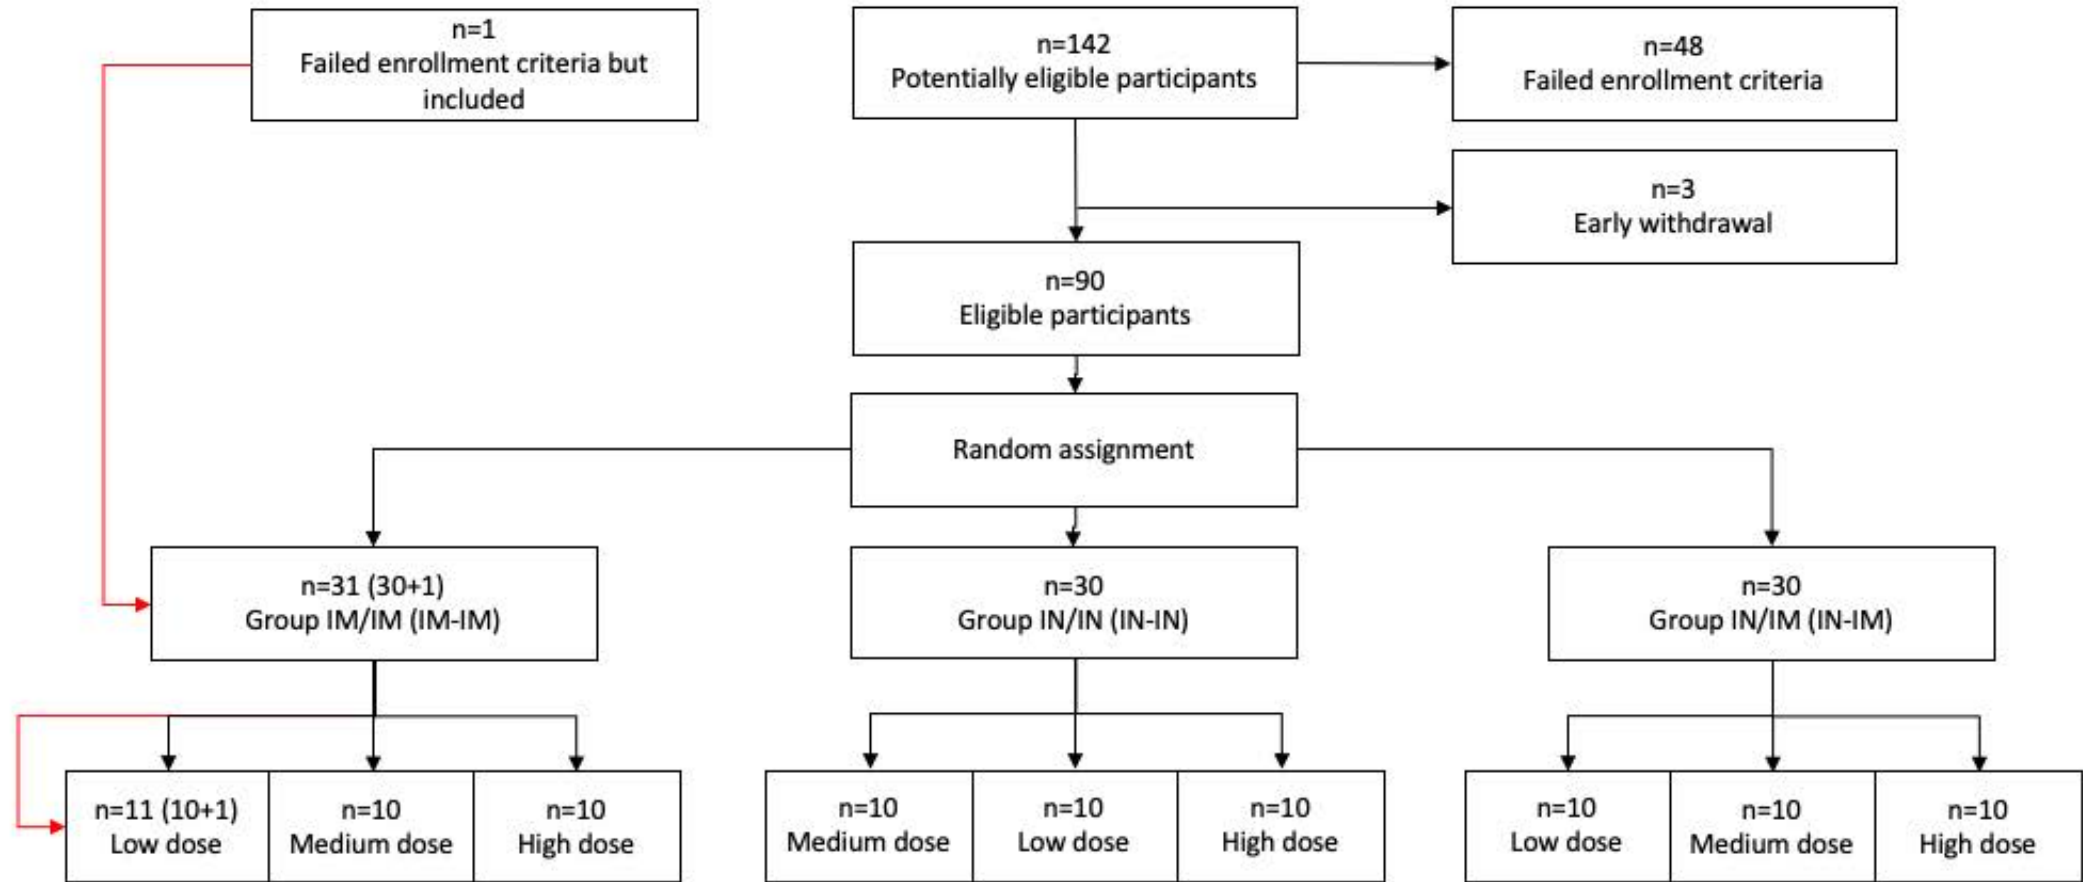 n=1
Failed enrollment criteria but
included
n=142
Potentially eligible participants
n=48
Failed enrollment criteria
n=3
Early withdrawal
n=90
Eligible participants
Random assignment
n=31 (30+1)
Group IM/IM (IM-IM)
n=30
Group IN/IN (IN-IN)
n=30
Group IN/IM (IN-IM)
n=11 (10+1)
Low dose
n=10
Medium dose
n=10
High dose
n=10
Medium dose
n=10
Low dose
n=10
High dose
n=10
Low dose
n=10
Medium dose
n=10
High dose